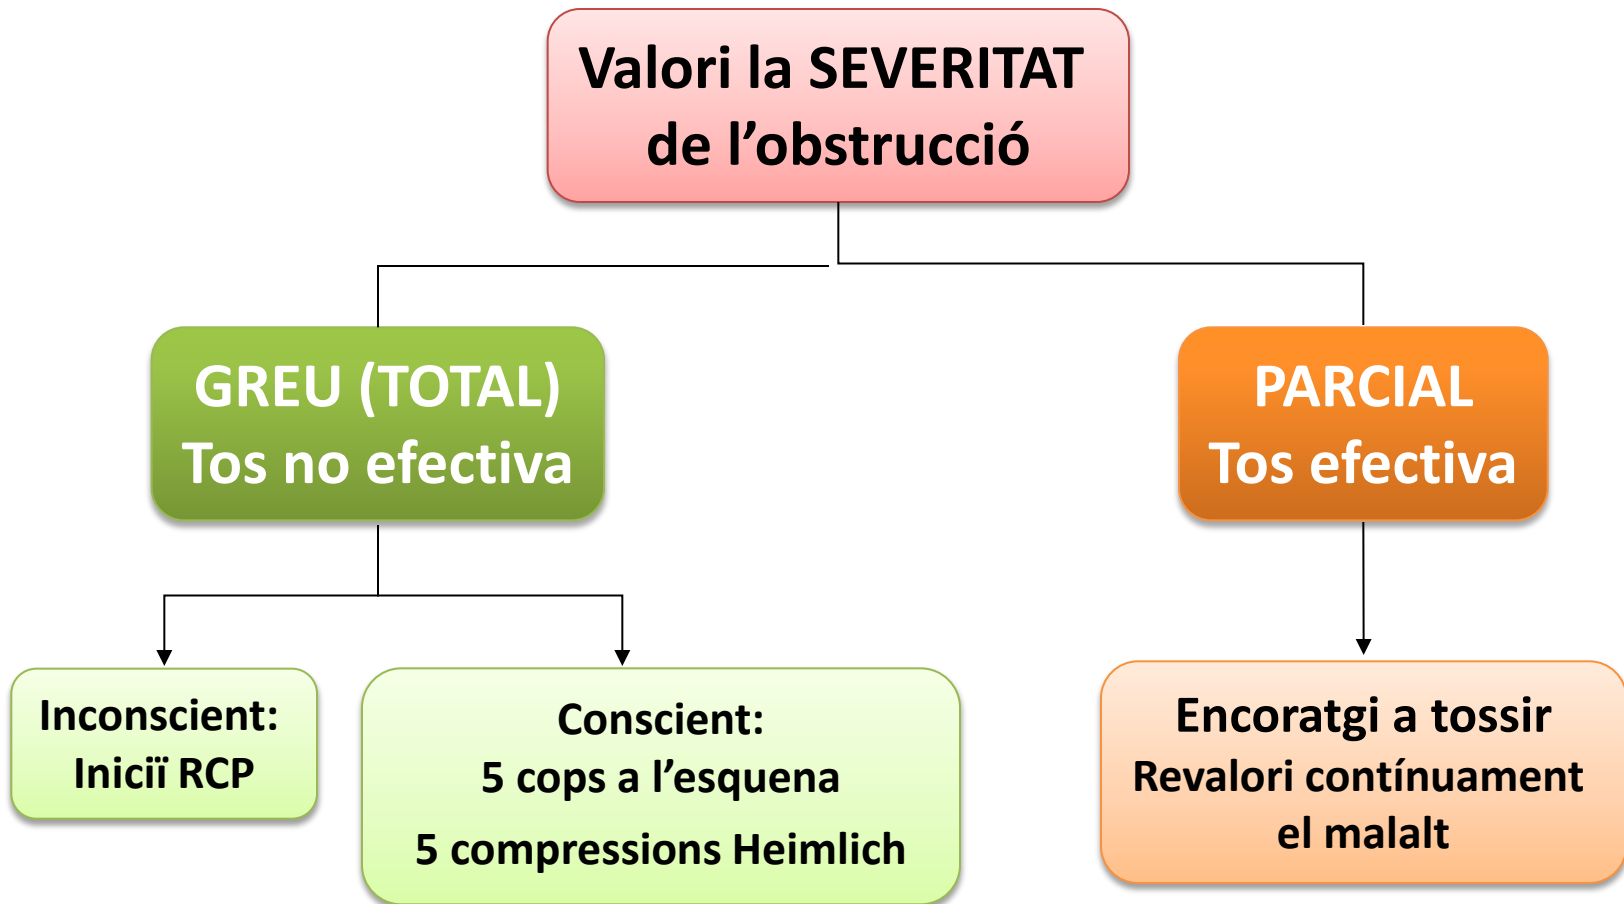 Valori la SEVERITAT
de l’obstrucció
GREU (TOTAL)
Tos no efectiva
PARCIAL
Tos efectiva
Inconscient:
Iniciï RCP
Conscient:
5 cops a l’esquena
5 compressions Heimlich
Encoratgi a tossir
Revalori contínuament
el malalt